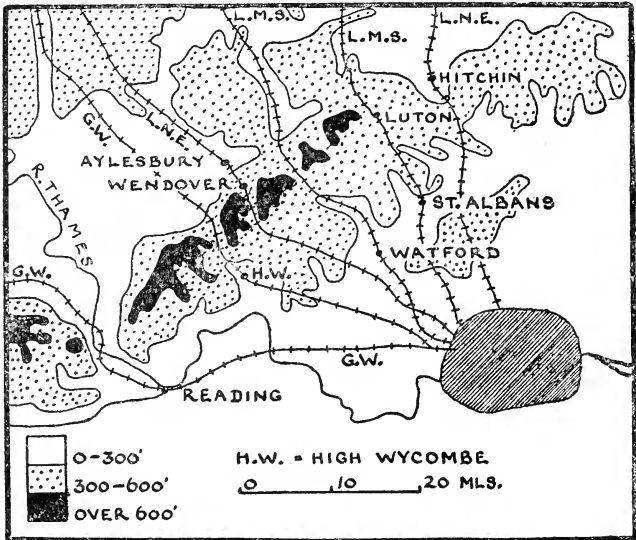 L.M.S.
L.M.S.
L.N.E.
HITCHIN
LUTON
L.N.E.
G.W.
AYLESBURY
WENDOVER
R. THAMES
ST. ALBANS
WATFORD
G.W.
H.W.
G.W.
READING
0-300'
300-600'
OVER 600'
H.W. = HIGH WYCOMBE
0 10 20 MLS.